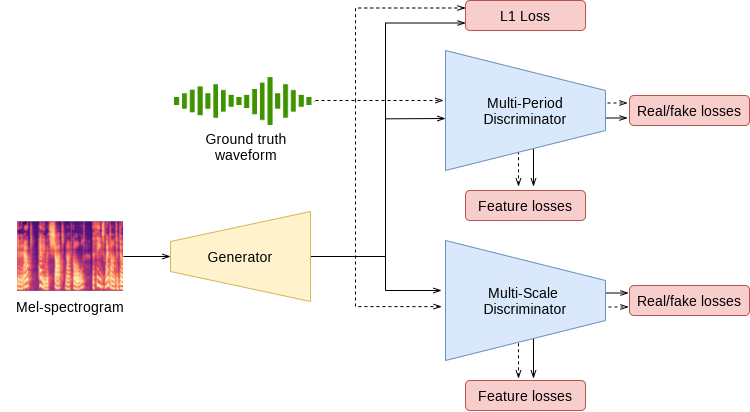 L1 Loss
Multi-Period
Discriminator
Real/fake losses
Ground truth
waveform
Feature losses
Generator
Mel-spectrogram
Multi-Scale
Discriminator
Real/fake losses
Feature losses